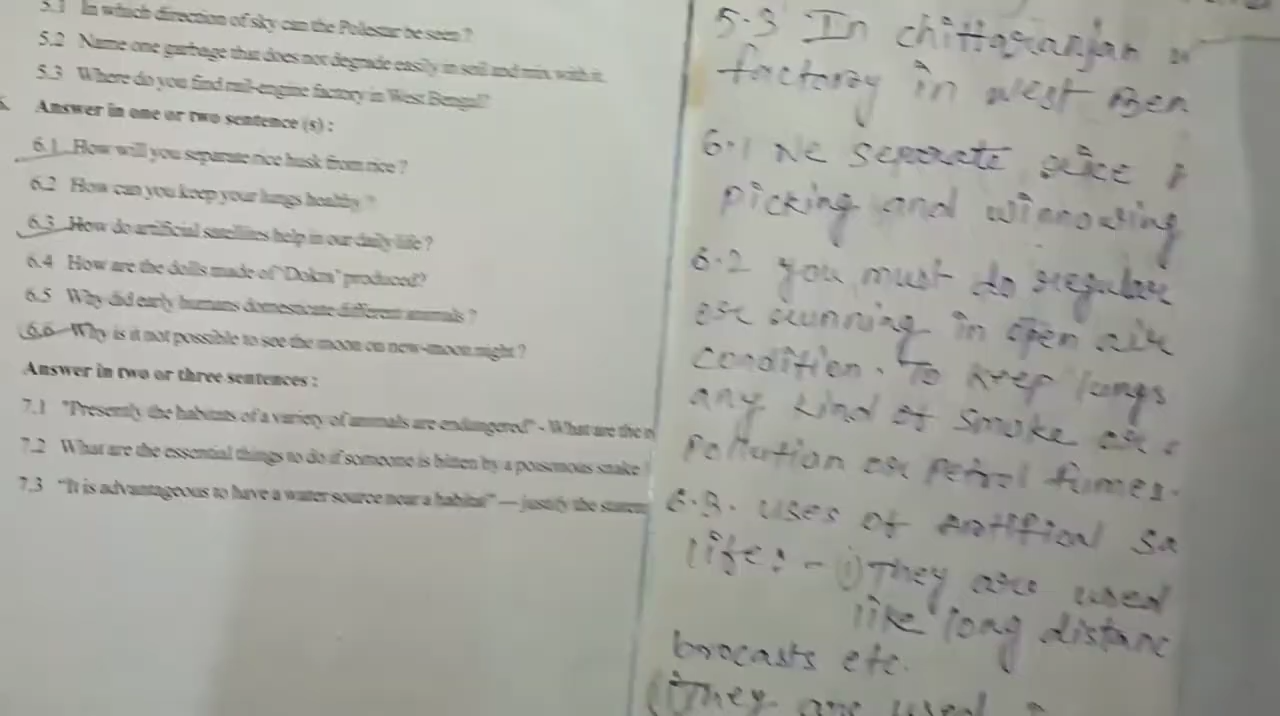 5.1 In which direction of sky can the Polestar be seen ?
5.2 Name one garbage that does not degrade easily in soil and mix with it.
5.3 Where do you find rail-engine factory in West Bengal?
Answer in one or two sentence (s) :
6.1 How will you separate rice husk from rice ?
6.2 How can you keep your lungs healthy ?
6.3 How do artificial satellites help in our daily life ?
6.4 How are the dolls made of 'Dokra' produced?
6.5 Why did early humans domesticate different animals ?
6.6 Why is it not possible to see the moon on new-moon night ?
Answer in two or three sentences :
7.1 "Presently the habitats of a variety of animals are endangered" - What are the
7.2 What are the essential things to do if someone is bitten by a poisonous snake ?
7.3 "It is advantageous to have a water source near a habitat" — justify the
5.3 In chittaranjan
factory in west Ben
6.1 We separate rice
picking and winnowing
6.2 you must do regular
or running in open air
condition. To keep lungs
any kind of smoke or
pollution or petrol fumes.
6.3. uses of artifical sa
life: - (i) They are used
like long distanc
brocasts etc.
They are used